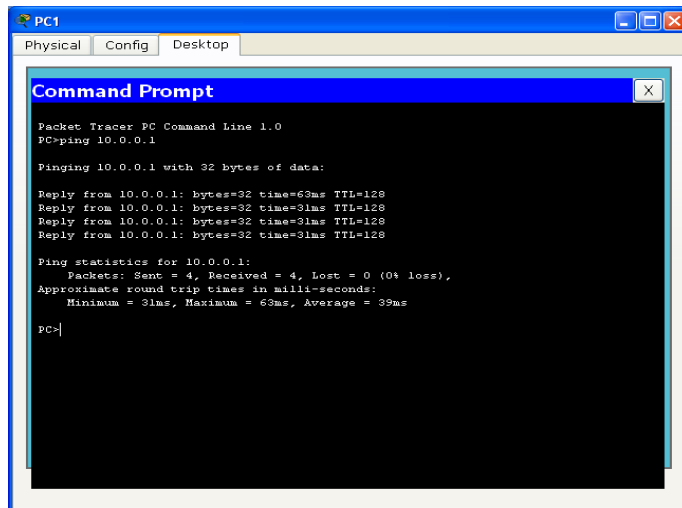 PC1
Physical Config Desktop
Command Prompt
X
Packet Tracer PC Command Line 1.0
PC>ping 10.0.0.1
Pinging 10.0.0.1 with 32 bytes of data:
Reply from 10.0.0.1: bytes=32 time=63ms TTL=128
Reply from 10.0.0.1: bytes=32 time=31ms TTL=128
Reply from 10.0.0.1: bytes=32 time=31ms TTL=128
Reply from 10.0.0.1: bytes=32 time=31ms TTL=128
Ping statistics for 10.0.0.1:
Packets: Sent = 4, Received = 4, Lost = 0 (0% loss),
Approximate round trip times in milli-seconds:
Minimum = 31ms, Maximum = 63ms, Average = 39ms
PC>